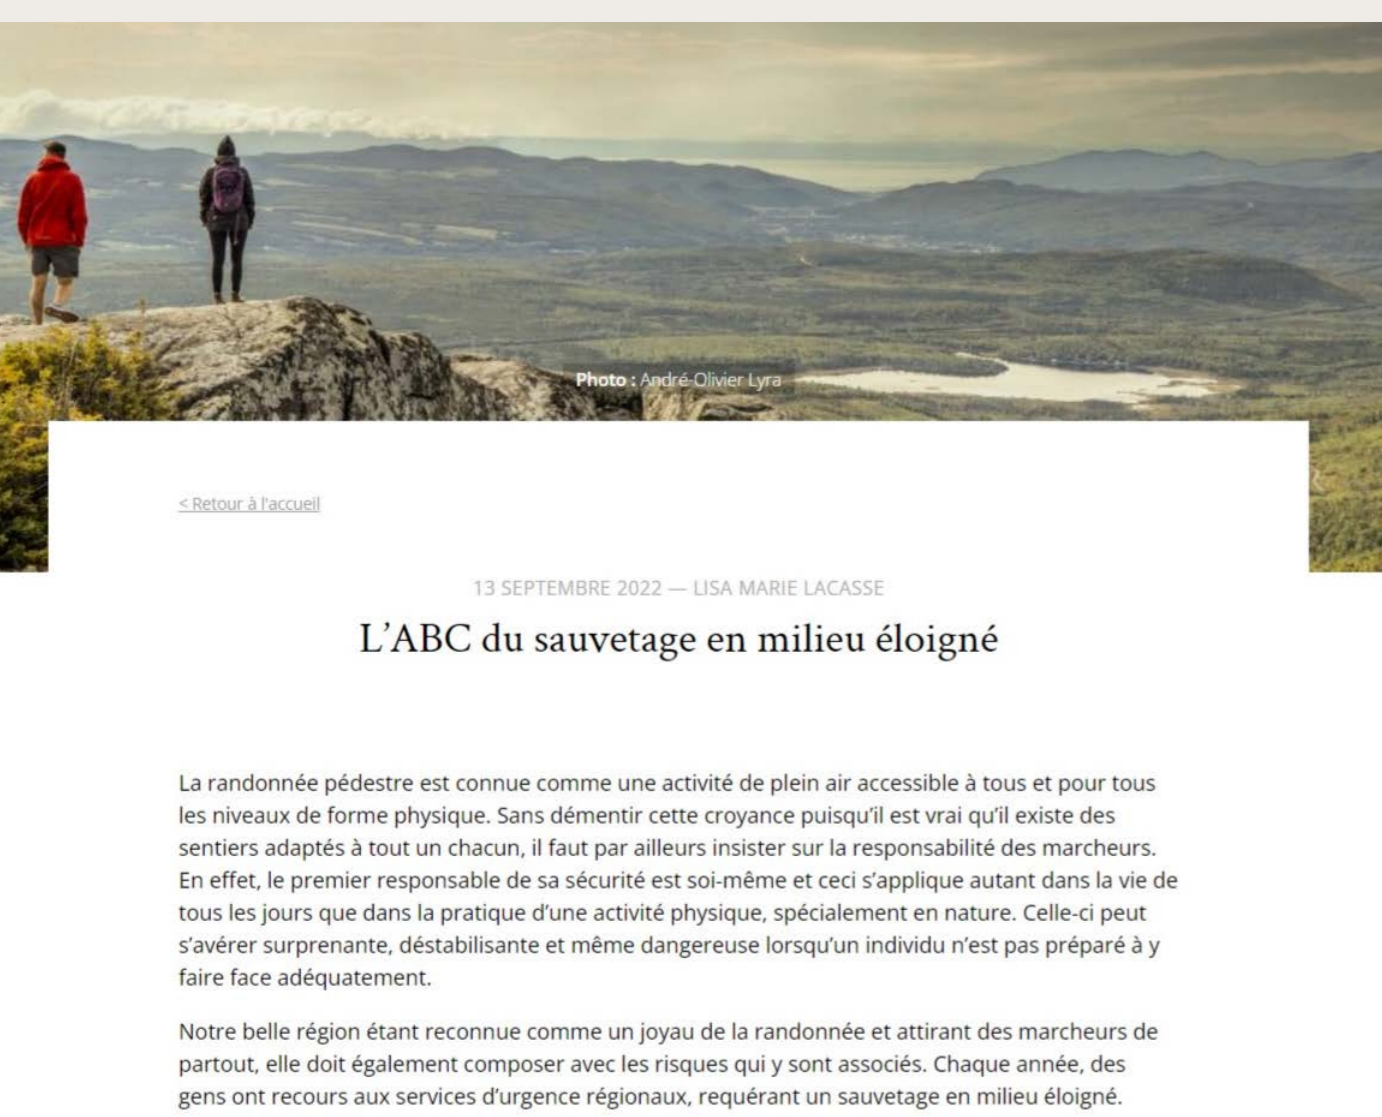 Photo : André-Olivier Lyra
< Retour à l'accueil
13 SEPTEMBRE 2022 — LISA MARIE LACASSE
L’ABC du sauvetage en milieu éloigné
La randonnée pédestre est connue comme une activité de plein air accessible à tous et pour tous
les niveaux de forme physique. Sans démentir cette croyance puisqu’il est vrai qu’il existe des
sentiers adaptés à tout un chacun, il faut par ailleurs insister sur la responsabilité des marcheurs.
En effet, le premier responsable de sa sécurité est soi-même et ceci s’applique autant dans la vie de
tous les jours que dans la pratique d’une activité physique, spécialement en nature. Celle-ci peut
s’avérer surprenante, déstabilisante et même dangereuse lorsqu’un individu n’est pas préparé à y
faire face adéquatement.
Notre belle région étant reconnue comme un joyau de la randonnée et attirant des marcheurs de
partout, elle doit également composer avec les risques qui y sont associés. Chaque année, des
gens ont recours aux services d’urgence régionaux, requérant un sauvetage en milieu éloigné.